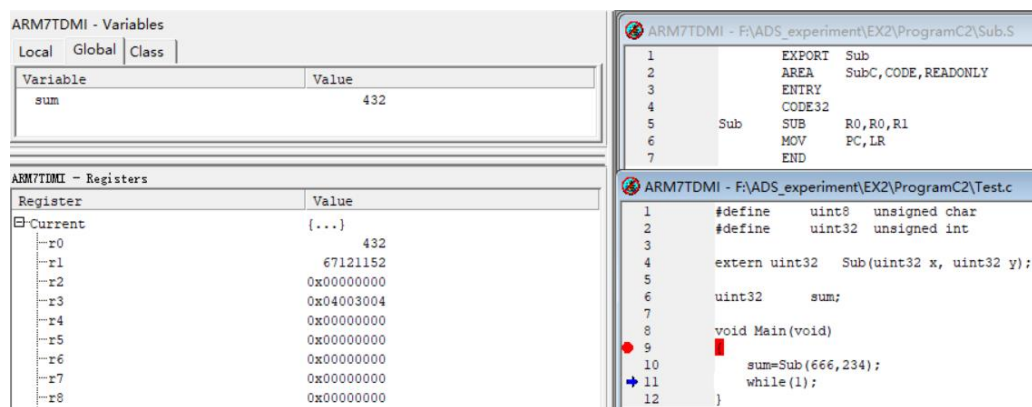 ARM7TDMI - Variables
Local Global Class
Variable Value
sum 432
ARM7TDMI - Registers
Register Value
Current {...}
r0 432
r1 67121152
r2 0x00000000
r3 0x04003004
r4 0x00000000
r5 0x00000000
r6 0x00000000
r7 0x00000000
r8 0x00000000
ARM7TDMI - F:\ADS_experiment\EX2\ProgramC2\Sub.S
1 EXPORT Sub
2 AREA SubC,CODE,READONLY
3 ENTRY
4 CODE32
5 Sub SUB R0,R0,R1
6 MOV PC,LR
7 END
ARM7TDMI - F:\ADS_experiment\EX2\ProgramC2\Test.c
1 #define uint8 unsigned char
2 #define uint32 unsigned int
3
4 extern uint32 Sub(uint32 x, uint32 y);
5
6 uint32 sum;
7
8 void Main(void)
9 {
10 sum=Sub(666,234);
11 while(1);
12 }